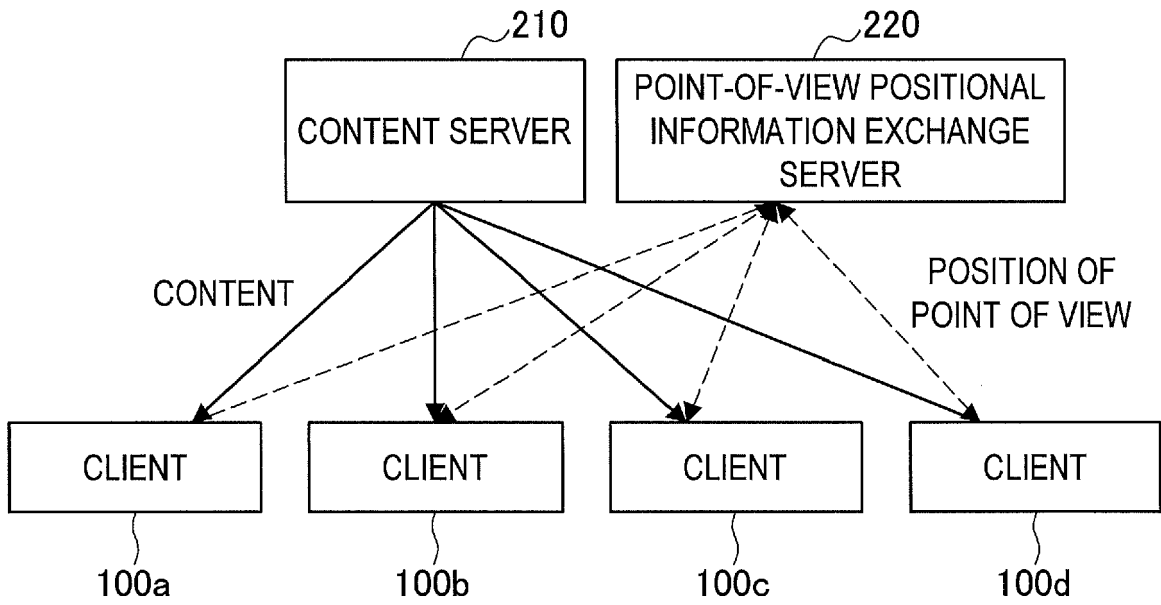 210
220
CONTENT SERVER
POINT-OF-VIEW POSITIONAL
INFORMATION EXCHANGE
SERVER
CONTENT
POSITION OF
POINT OF VIEW
CLIENT
CLIENT
CLIENT
CLIENT
100a
100b
100c
100d